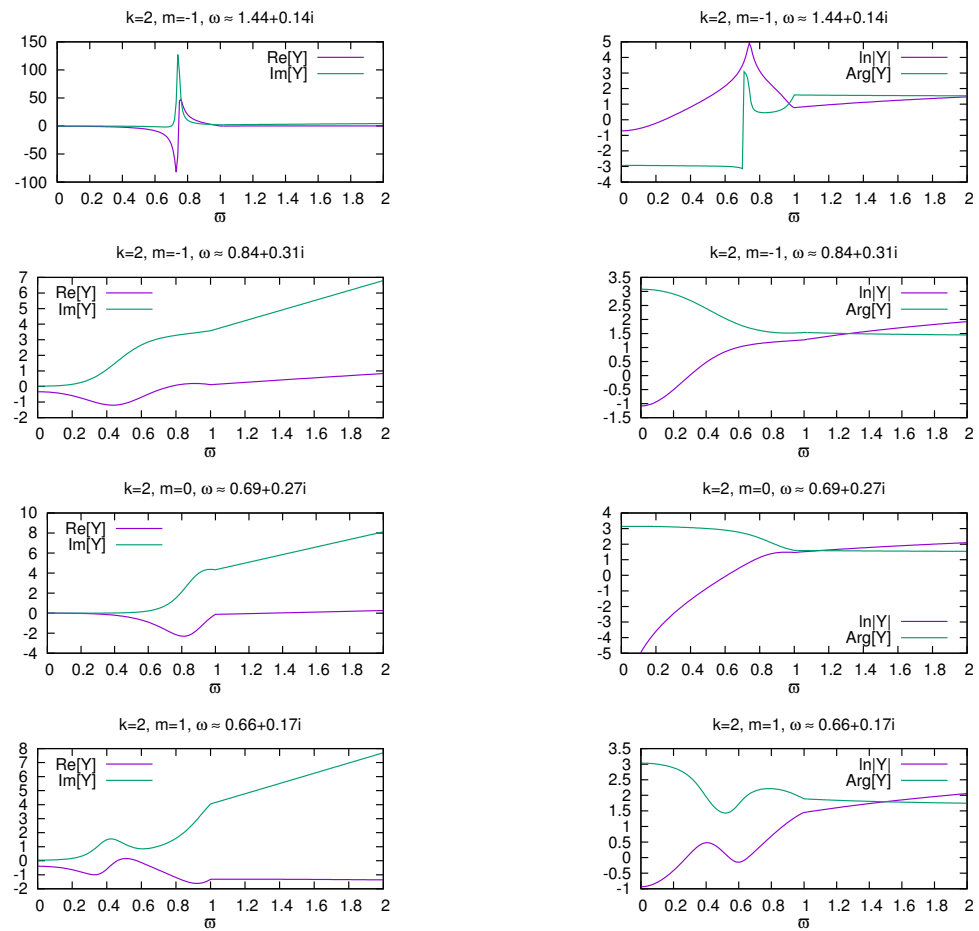 k=2, m=-1, ω ≈ 1.44+0.14i
150
100
50
0
-50
-100
Re[Y]
Im[Y]
0 0.2 0.4 0.6 0.8 1 1.2 1.4 1.6 1.8 2
ϖ
k=2, m=-1, ω ≈ 1.44+0.14i
5
4
3
2
1
0
-1
-2
-3
-4
ln|Y|
Arg[Y]
0 0.2 0.4 0.6 0.8 1 1.2 1.4 1.6 1.8 2
ϖ
k=2, m=-1, ω ≈ 0.84+0.31i
7
6
5
4
3
2
1
0
-1
-2
Re[Y]
Im[Y]
0 0.2 0.4 0.6 0.8 1 1.2 1.4 1.6 1.8 2
ϖ
k=2, m=-1, ω ≈ 0.84+0.31i
3.5
3
2.5
2
1.5
1
0.5
0
-0.5
-1
-1.5
ln|Y|
Arg[Y]
0 0.2 0.4 0.6 0.8 1 1.2 1.4 1.6 1.8 2
ϖ
k=2, m=0, ω ≈ 0.69+0.27i
10
8
6
4
2
0
-2
-4
Re[Y]
Im[Y]
0 0.2 0.4 0.6 0.8 1 1.2 1.4 1.6 1.8 2
ϖ
k=2, m=0, ω ≈ 0.69+0.27i
4
3
2
1
0
-1
-2
-3
-4
-5
ln|Y|
Arg[Y]
0 0.2 0.4 0.6 0.8 1 1.2 1.4 1.6 1.8 2
ϖ
k=2, m=1, ω ≈ 0.66+0.17i
8
7
6
5
4
3
2
1
0
-1
-2
Re[Y]
Im[Y]
0 0.2 0.4 0.6 0.8 1 1.2 1.4 1.6 1.8 2
ϖ
k=2, m=1, ω ≈ 0.66+0.17i
3.5
3
2.5
2
1.5
1
0.5
0
-0.5
-1
ln|Y|
Arg[Y]
0 0.2 0.4 0.6 0.8 1 1.2 1.4 1.6 1.8 2
ϖ